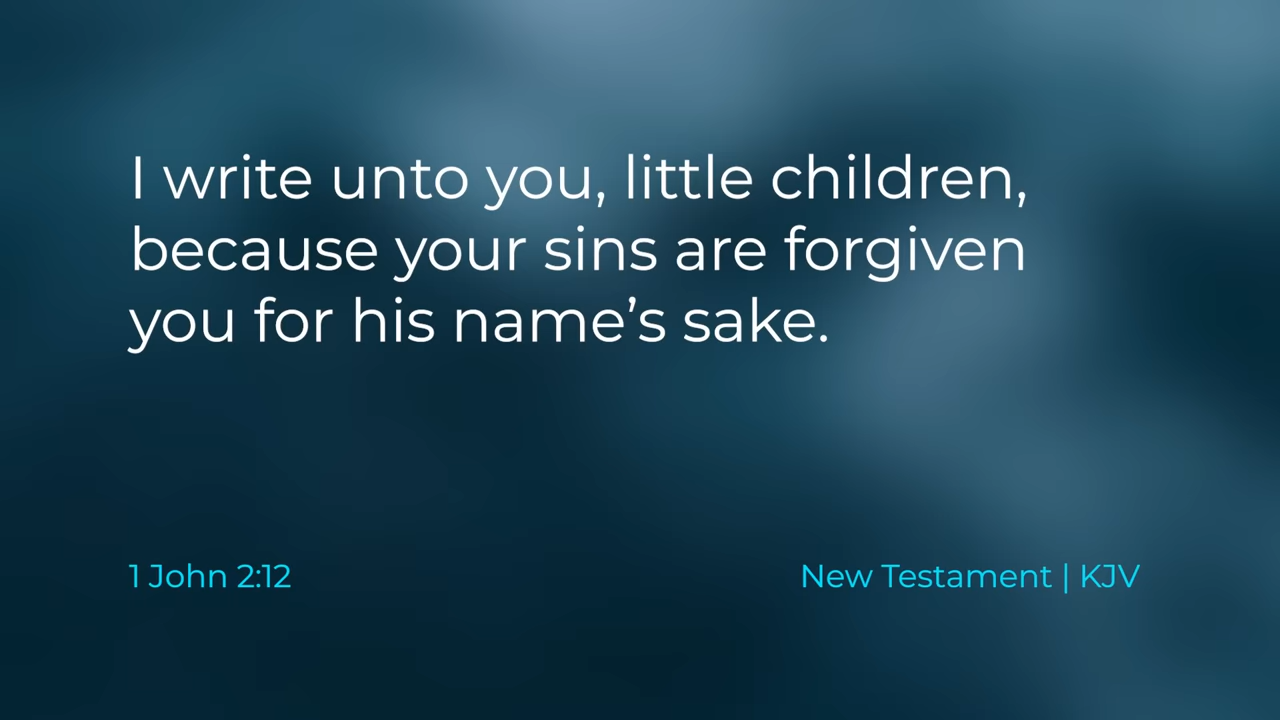 I write unto you, little children,
because your sins are forgiven
you for his name’s sake.
1 John 2:12
New Testament | KJV